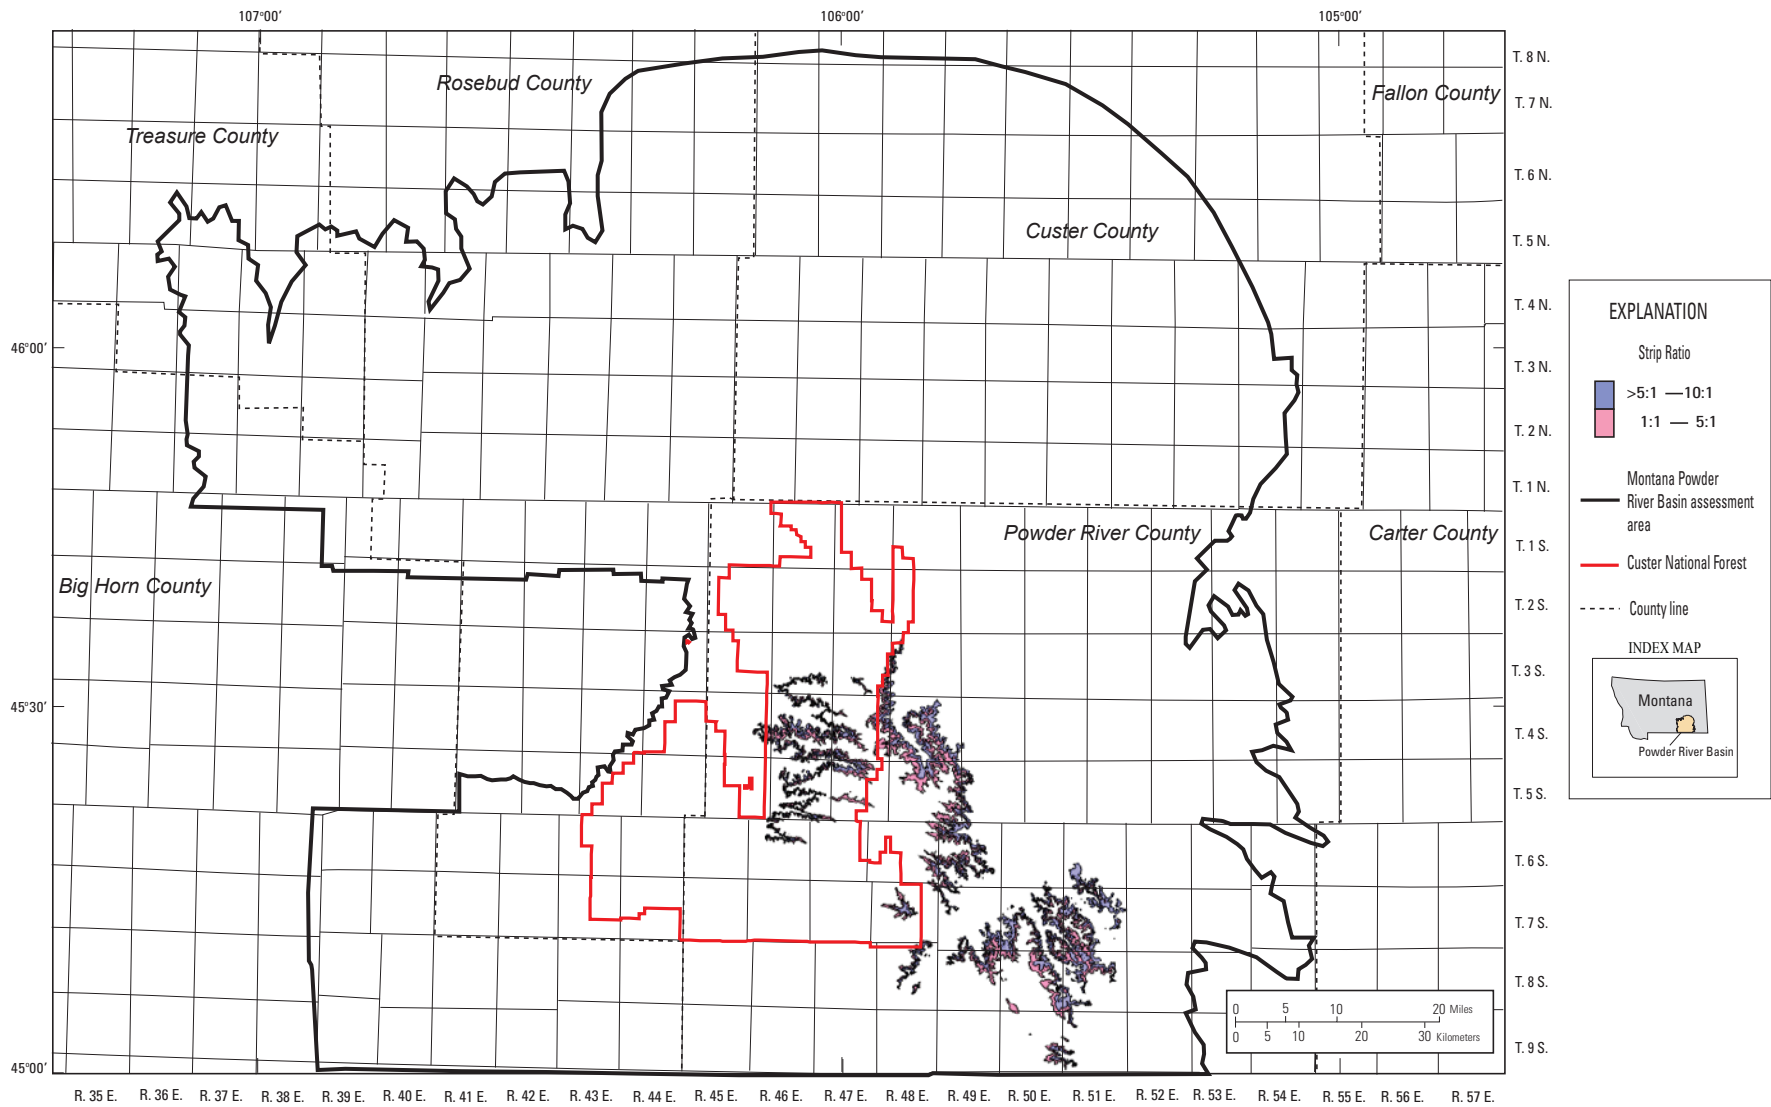 107°00′
106°00′
105°00′
Rosebud County
Treasure County
Fallon County
Custer County
Powder River County
Carter County
Big Horn County
46°00′
45°30′
45°00′
T. 8 N.
T. 7 N.
T. 6 N.
T. 5 N.
T. 4 N.
T. 3 N.
T. 2 N.
T. 1 N.
T. 1 S.
T. 2 S.
T. 3 S.
T. 4 S.
T. 5 S.
T. 6 S.
T. 7 S.
T. 8 S.
T. 9 S.
R. 35 E. R. 36 E. R. 37 E. R. 38 E. R. 39 E. R. 40 E. R. 41 E. R. 42 E. R. 43 E. R. 44 E. R. 45 E. R. 46 E. R. 47 E. R. 48 E. R. 49 E. R. 50 E. R. 51 E. R. 52 E. R. 53 E. R. 54 E. R. 55 E. R. 56 E. R. 57 E.
0 5 10 20 Miles
0 5 10 20 30 Kilometers
EXPLANATION
Strip Ratio
>5:1 —10:1
1:1 — 5:1
Montana Powder
River Basin assessment
area
Custer National Forest
County line
INDEX MAP
Montana
Powder River Basin